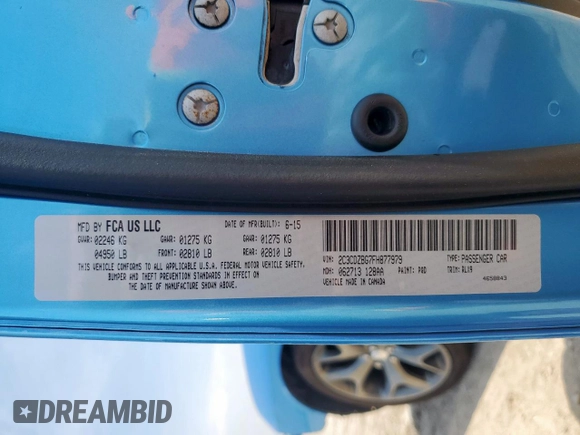 MFD BY FCA US LLC DATE OF MFR(BUILT): 6-15
GVWR: 02246 KG GAWR: 01275 KG GAWR: 01275 KG
04950 LB FRONT: 02810 LB REAR: 02810 LB
THIS VEHICLE CONFORMS TO ALL APPLICABLE U.S.A. FEDERAL MOTOR VEHICLE SAFETY,
BUMPER AND THEFT PREVENTION STANDARDS IN EFFECT ON
THE DATE OF MANUFACTURE SHOWN ABOVE.
VIN: 2C3CDZBG7FH877979 TYPE: PASSENGER CAR
MDH: 062713 128AA PAINT: PBD TRIM: RLX9
VEHICLE MADE IN CANADA 4658843
DREAMBID